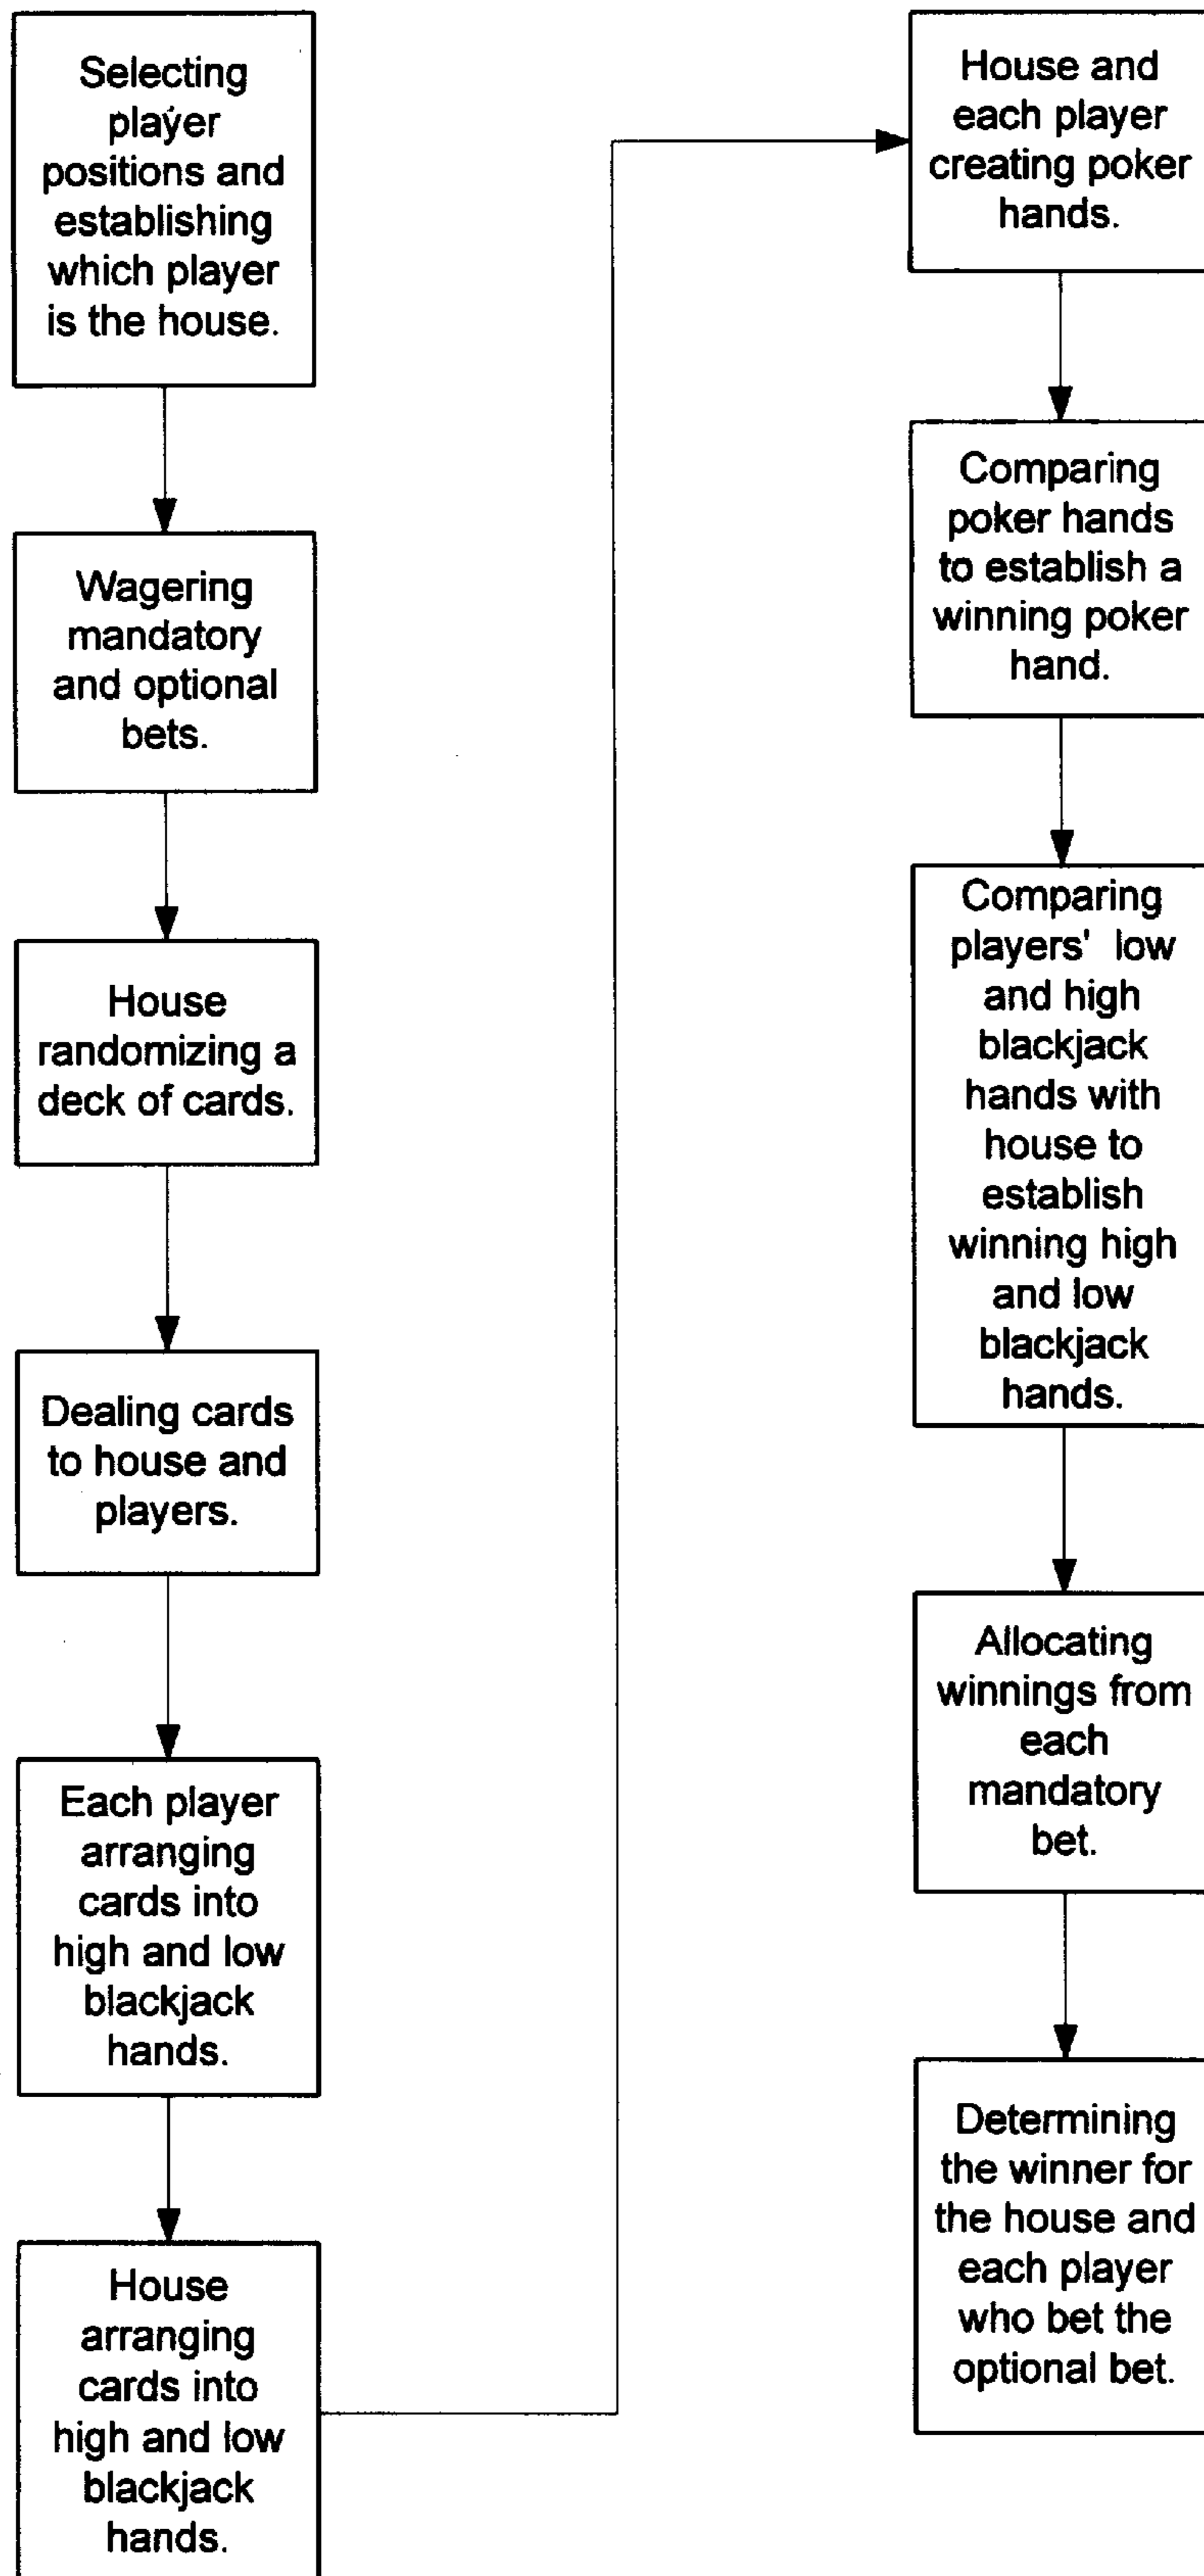 Selecting
player
positions and
establishing
which player
is the house.
Wagering
mandatory
and optional
bets.
House
randomizing a
deck of cards.
Dealing cards
to house and
players.
Each player
arranging
cards into
high and low
blackjack
hands.
House
arranging
cards into
high and low
blackjack
hands.
House and
each player
creating poker
hands.
Comparing
poker hands
to establish a
winning poker
hand.
Comparing
players' low
and high
blackjack
hands with
house to
establish
winning high
and low
blackjack
hands.
Allocating
winnings from
each
mandatory
bet.
Determining
the winner for
the house and
each player
who bet the
optional bet.